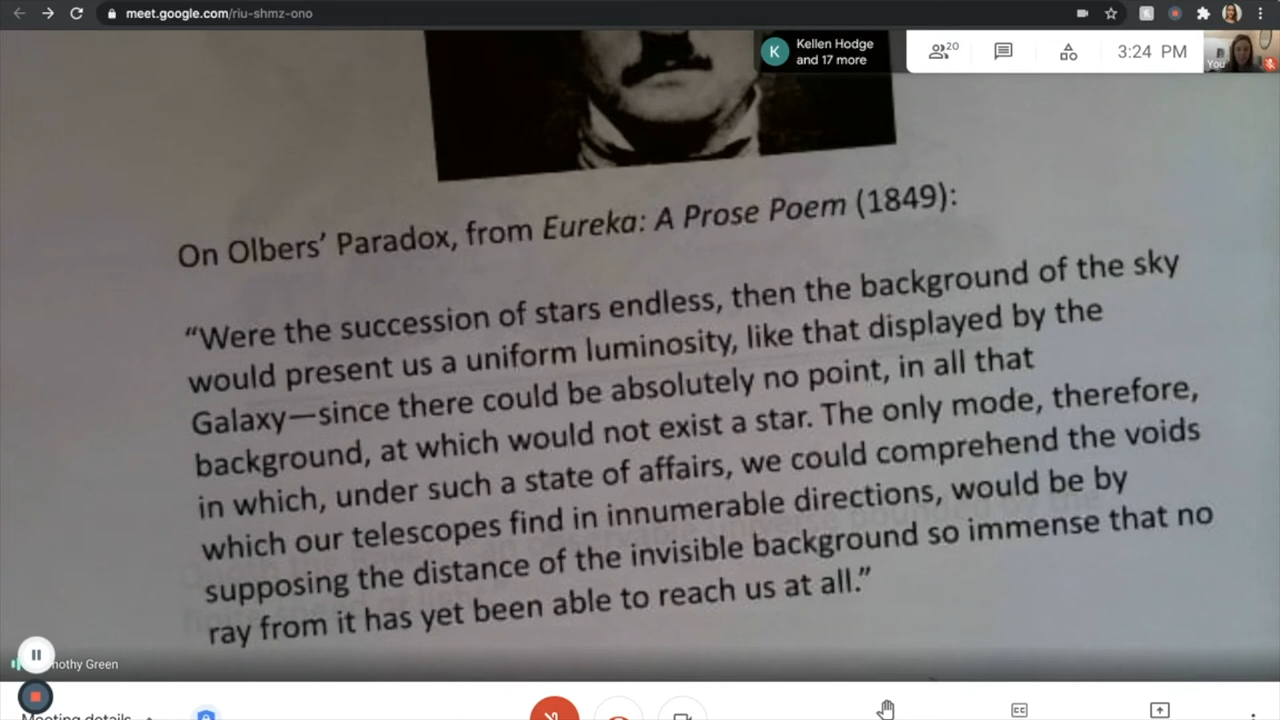 meet.google.com/riu-shmz-ono
Kellen Hodge
and 17 more
20
3:24 PM
You
On Olbers' Paradox, from Eureka: A Prose Poem (1849):
“Were the succession of stars endless, then the background of the sky
would present us a uniform luminosity, like that displayed by the
Galaxy—since there could be absolutely no point, in all that
background, at which would not exist a star. The only mode, therefore,
in which, under such a state of affairs, we could comprehend the voids
which our telescopes find in innumerable directions, would be by
supposing the distance of the invisible background so immense that no
ray from it has yet been able to reach us at all.”
Green
Meeting details
CC